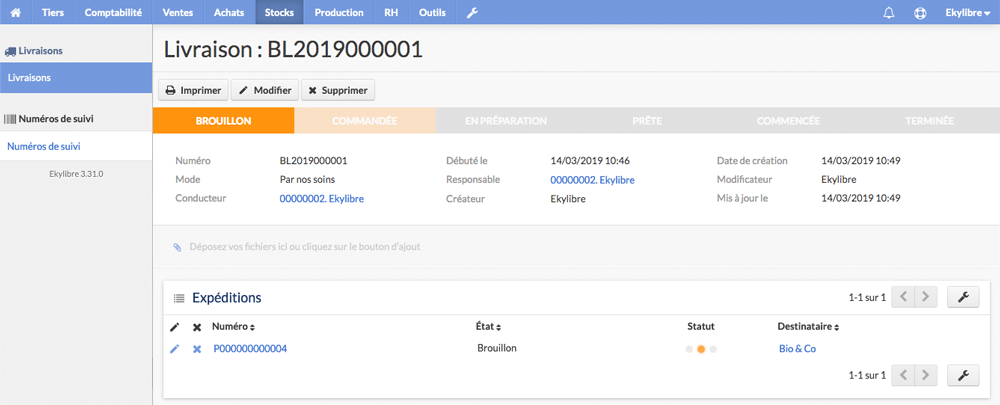 Tiers Comptabilité Ventes Achats Stocks Production RH Outils Ekylibre
Livraisons
Livraisons
Numéros de suivi
Numéros de suivi
Ekylibre 3.31.0
Livraison : BL2019000001
Imprimer Modifier Supprimer
BROUILLON COMMANDÉE EN PRÉPARATION PRÊTE COMMENCÉE TERMINÉE
Numéro BL2019000001 Débuté le 14/03/2019 10:46 Date de création 14/03/2019 10:49
Mode Par nos soins Responsable 00000002. Ekylibre Modificateur Ekylibre
Conducteur 00000002. Ekylibre Créateur Ekylibre Mis à jour le 14/03/2019 10:49
Déposez vos fichiers ici ou cliquez sur le bouton d'ajout
Expéditions 1-1 sur 1
Numéro État Statut Destinataire
P000000000004 Brouillon Bio & Co
1-1 sur 1